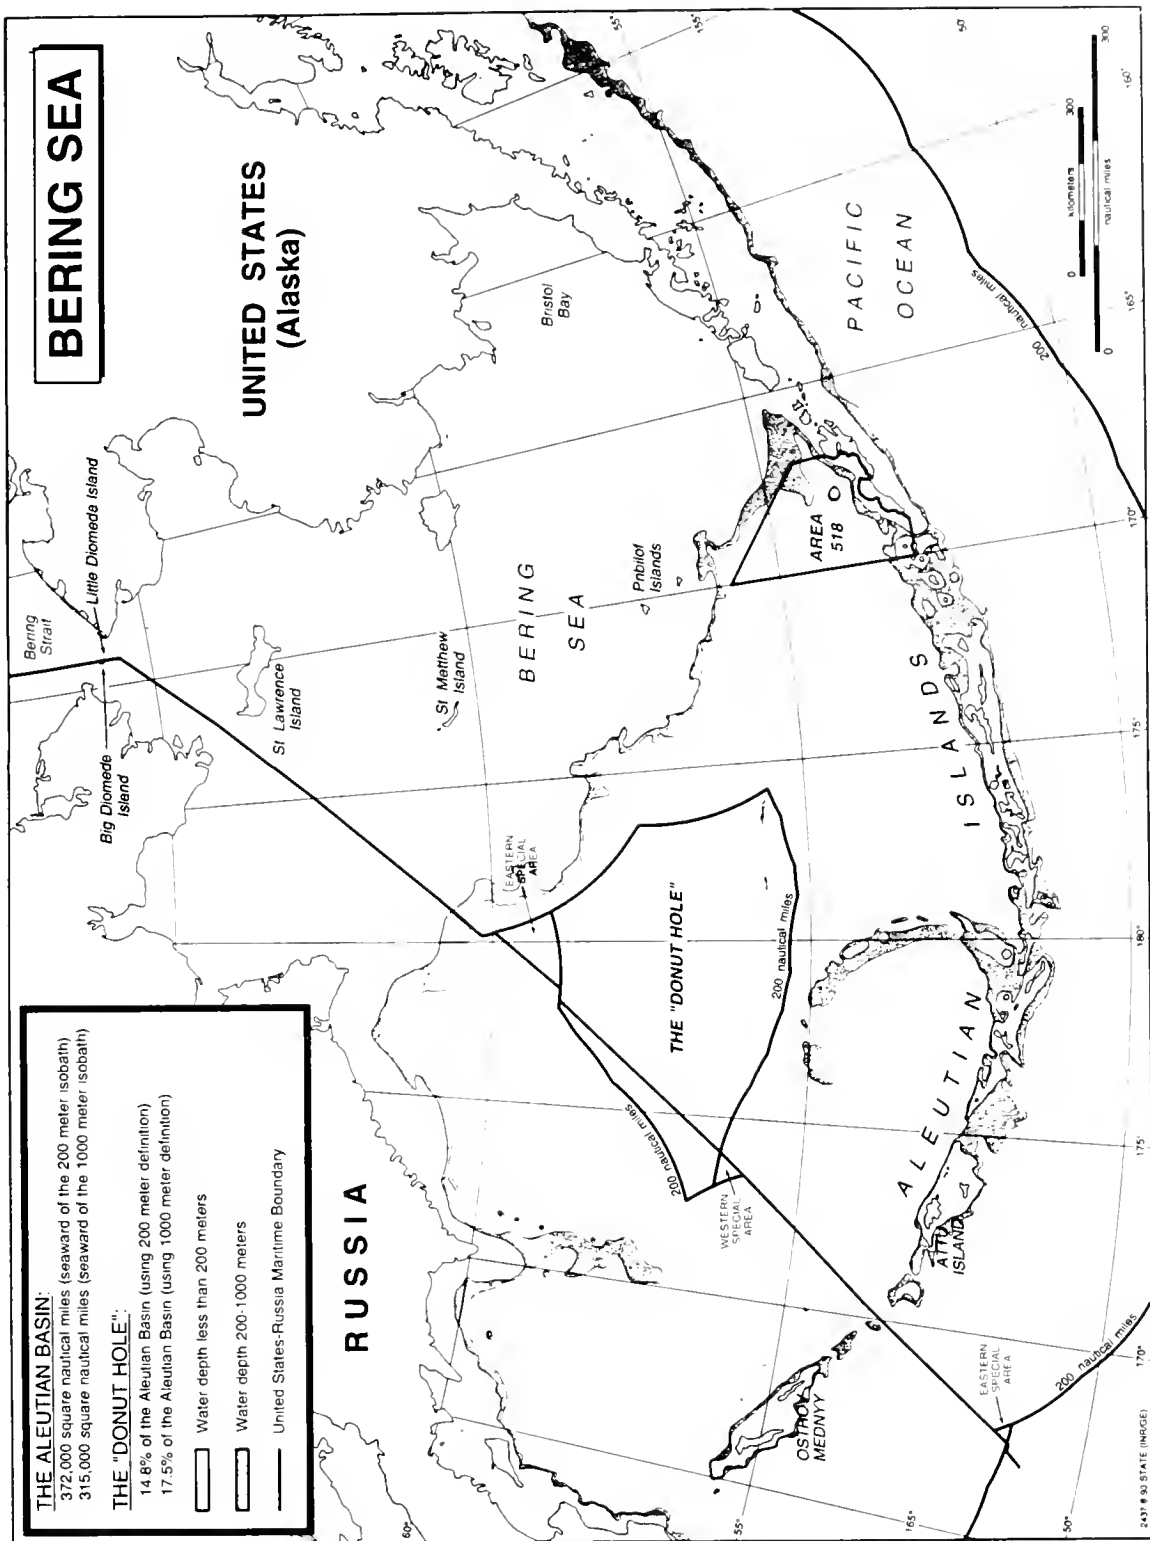 BERING SEA
THE ALEUTIAN BASIN:
372,000 square nautical miles (seaward of the 200 meter isobath)
315,000 square nautical miles (seaward of the 1000 meter isobath)
THE "DONUT HOLE":
14.8% of the Aleutian Basin (using 200 meter definition)
17.5% of the Aleutian Basin (using 1000 meter definition)
Water depth less than 200 meters
Water depth 200-1000 meters
United States-Russia Maritime Boundary
UNITED STATES
(Alaska)
RUSSIA
Bering
Strait
Little Diomede Island
Big Diomede
Island
St Lawrence
Island
St Matthew
Island
Bristol
Bay
BERING
SEA
Pribilof
Islands
AREA
518
PACIFIC
OCEAN
EASTERN
SPECIAL
AREA
THE "DONUT HOLE"
200 nautical miles
200 nautical miles
WESTERN
SPECIAL
AREA
ALEUTIAN
ISLANDS
ATTU
ISLAND
OSTROV
MEDNYY
EASTERN
SPECIAL
AREA
200 nautical miles
200 nautical miles
0 kilometers 300
0 nautical miles 300
55°
155°
50°
160°
165°
170°
175°
180°
175°
170°
50°
165°
55°
60°
2437 8 93 STATE (INR/GE)